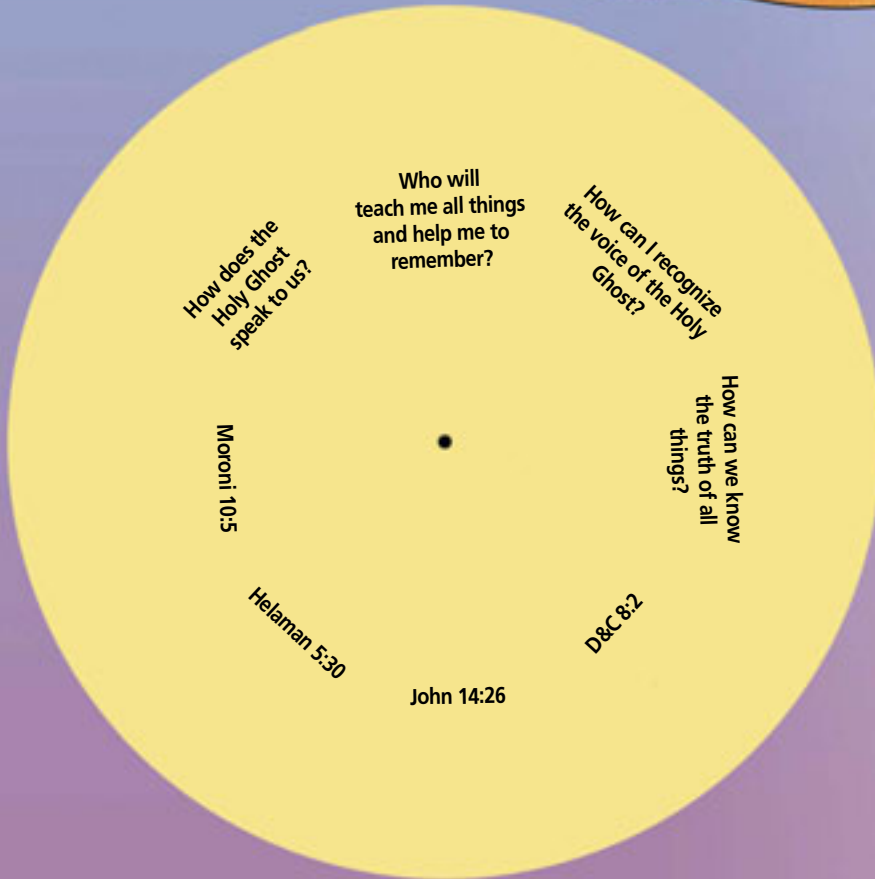 Who will
teach me all things
and help me to
remember?
How can I recognize
the voice of the Holy
Ghost?
How can we know
the truth of all
things?
D&C 8:2
John 14:26
Helaman 5:30
Moroni 10:5
How does the
Holy Ghost
speak to us?